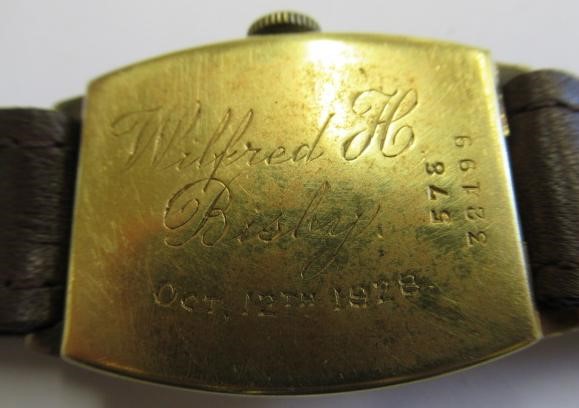 Wilfred H.
Bisby.
OCT, 12TH 1928.
578
32199